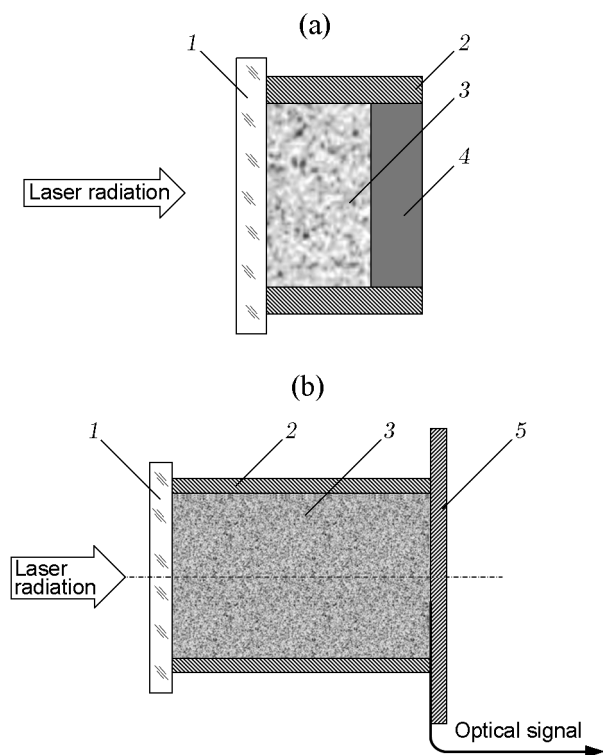 (a)
1
2
3
4
Laser radiation
(b)
1
2
3
5
Laser
radiation
Optical signal